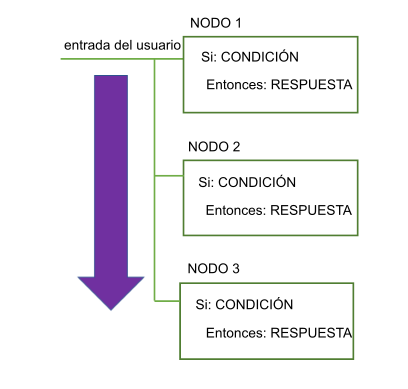 NODO 1
entrada del usuario
Si: CONDICIÓN
Entonces: RESPUESTA
NODO 2
Si: CONDICIÓN
Entonces: RESPUESTA
NODO 3
Si: CONDICIÓN
Entonces: RESPUESTA